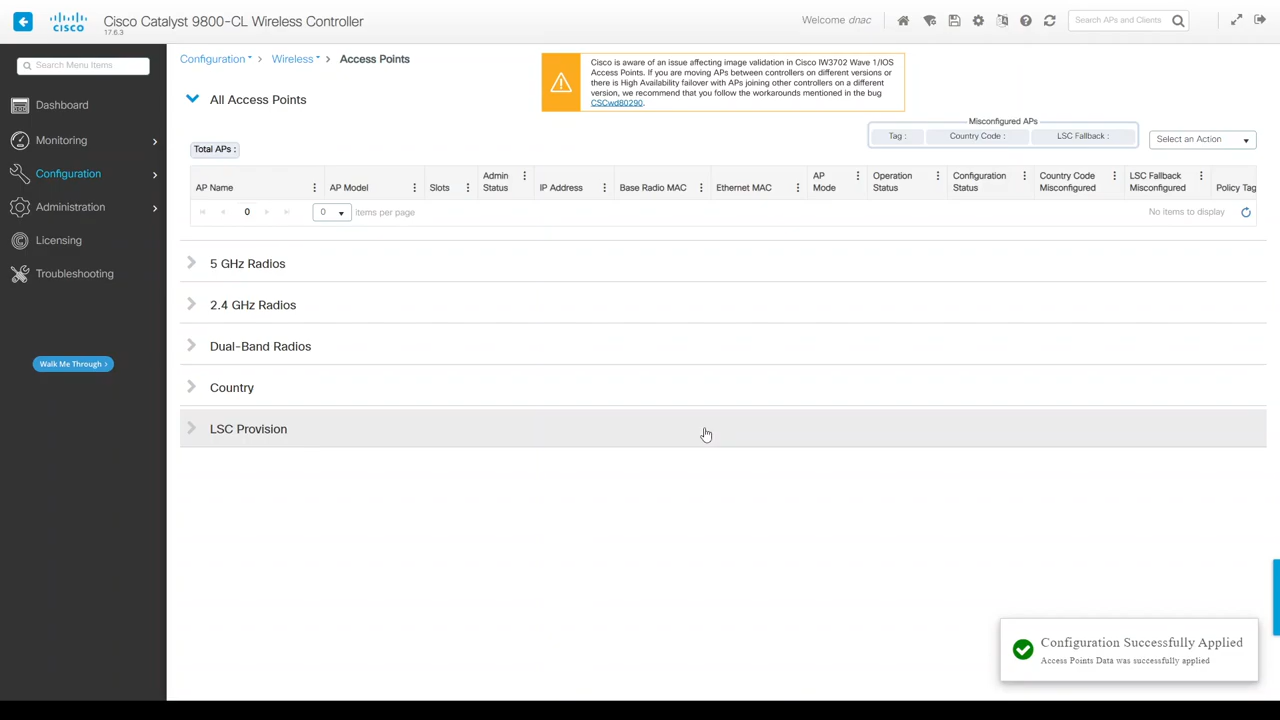 Cisco Catalyst 9800-CL Wireless Controller
17.6.3
Welcome dnac
Search APs and Clients
Search Menu Items
Dashboard
Monitoring
Configuration
Administration
Licensing
Troubleshooting
Walk Me Through >
Configuration > Wireless > Access Points
Cisco is aware of an issue affecting image validation in Cisco IW3702 Wave 1/IOS
Access Points. If you are moving APs between controllers on different versions or
there is High Availability failover with APs joining other controllers on a different
version, we recommend that you follow the workarounds mentioned in the bug
CSCwd80290.
All Access Points
Misconfigured APs
Tag : Country Code : LSC Fallback :
Select an Action
Total APs :
AP Name AP Model Slots Admin Status IP Address Base Radio MAC Ethernet MAC AP Mode Operation Status Configuration Status Country Code Misconfigured LSC Fallback Misconfigured Policy Tag
0 0 items per page No items to display
5 GHz Radios
2.4 GHz Radios
Dual-Band Radios
Country
LSC Provision
Configuration Successfully Applied
Access Points Data was successfully applied
cisco